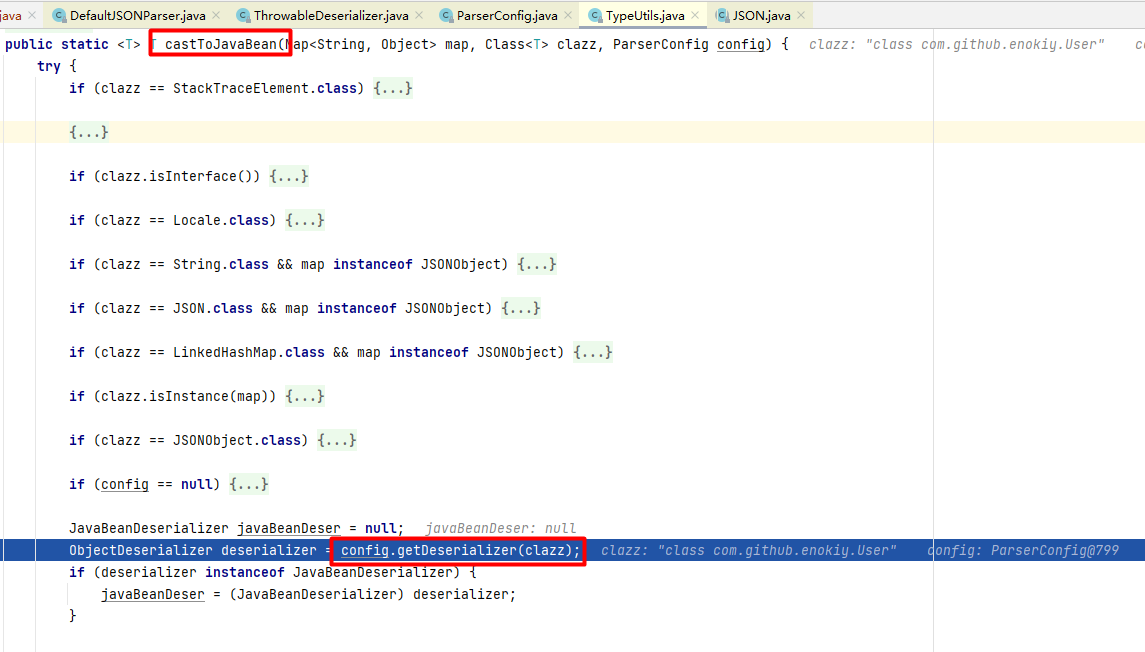 java DefaultJSONParser.java ThrowableDeserializer.java ParserConfig.java TypeUtils.java JSON.java
public static <T> T castToJavaBean(Map<String, Object> map, Class<T> clazz, ParserConfig config) { clazz: "class com.github.enokiy.User"
try {
if (clazz == StackTraceElement.class) {...}
{...}
if (clazz.isInterface()) {...}
if (clazz == Locale.class) {...}
if (clazz == String.class && map instanceof JSONObject) {...}
if (clazz == JSON.class && map instanceof JSONObject) {...}
if (clazz == LinkedHashMap.class && map instanceof JSONObject) {...}
if (clazz.isInstance(map)) {...}
if (clazz == JSONObject.class) {...}
if (config == null) {...}
JavaBeanDeserializer javaBeanDeser = null; javaBeanDeser: null
ObjectDeserializer deserializer = config.getDeserializer(clazz); clazz: "class com.github.enokiy.User" config: ParserConfig@799
if (deserializer instanceof JavaBeanDeserializer) {
javaBeanDeser = (JavaBeanDeserializer) deserializer;
}